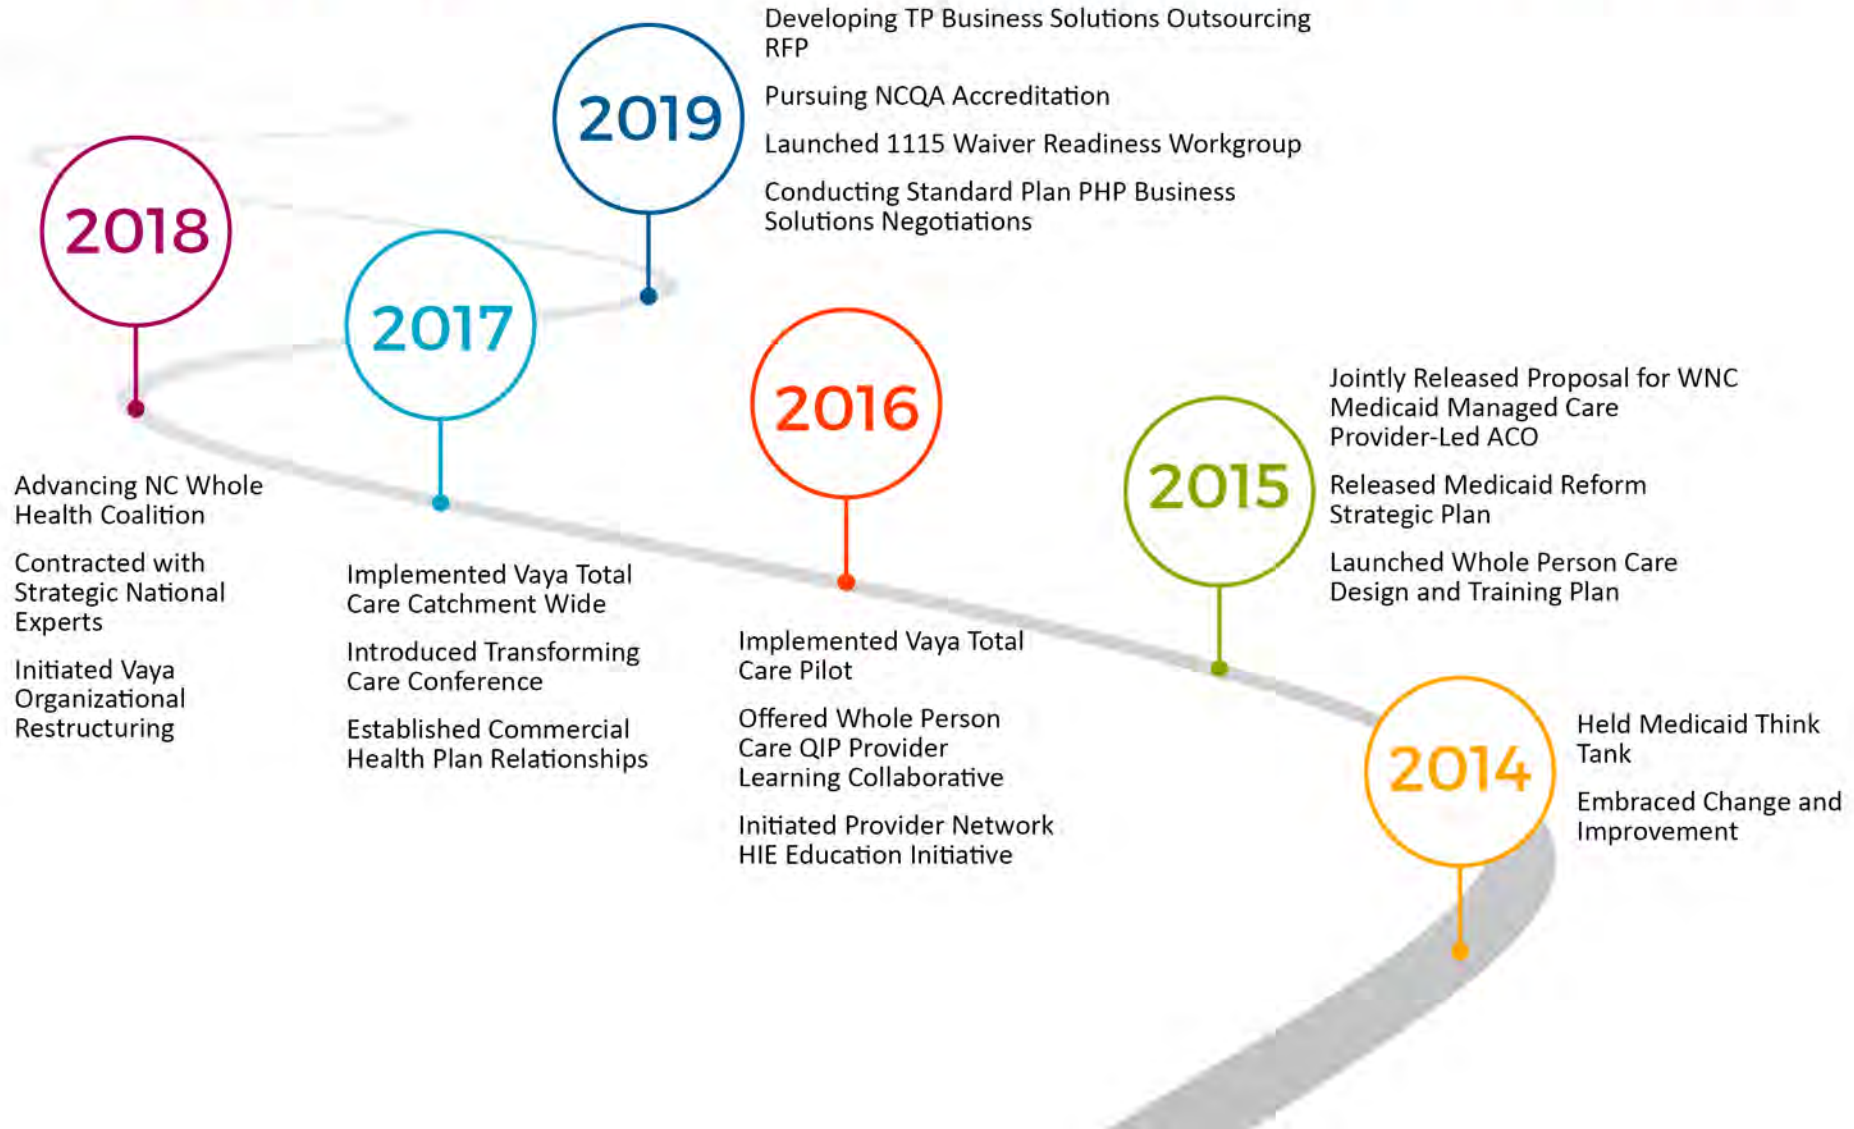 2019
Developing TP Business Solutions Outsourcing
RFP
Pursuing NCQA Accreditation
Launched 1115 Waiver Readiness Workgroup
Conducting Standard Plan PHP Business
Solutions Negotiations
2018
Advancing NC Whole
Health Coalition
Contracted with
Strategic National
Experts
Initiated Vaya
Organizational
Restructuring
2017
Implemented Vaya Total
Care Catchment Wide
Introduced Transforming
Care Conference
Established Commercial
Health Plan Relationships
2016
Implemented Vaya Total
Care Pilot
Offered Whole Person
Care QIP Provider
Learning Collaborative
Initiated Provider Network
HIE Education Initiative
2015
Jointly Released Proposal for WNC
Medicaid Managed Care
Provider-Led ACO
Released Medicaid Reform
Strategic Plan
Launched Whole Person Care
Design and Training Plan
2014
Held Medicaid Think
Tank
Embraced Change and
Improvement